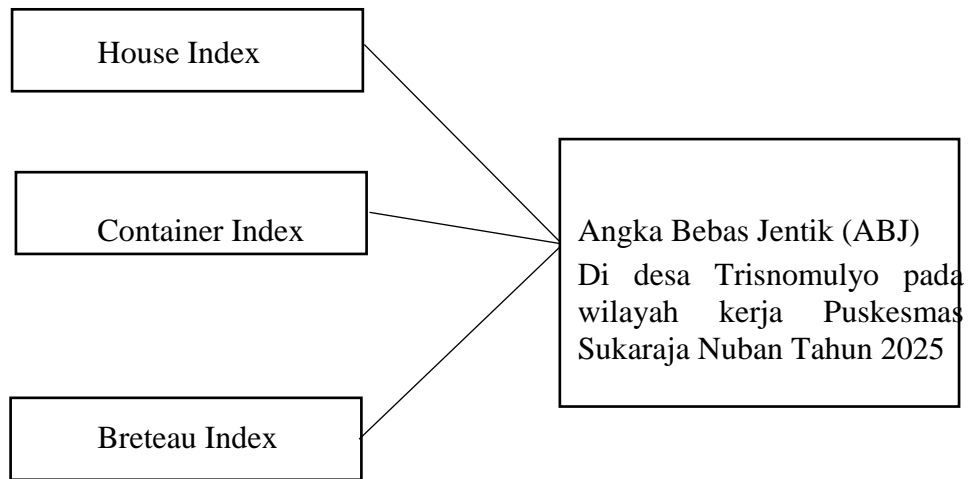 House Index
Container Index
Breteau Index
Angka Bebas Jentik (ABJ)
Di desa Trisnomulyo pada
wilayah kerja Puskesmas
Sukaraja Nuban Tahun 2025